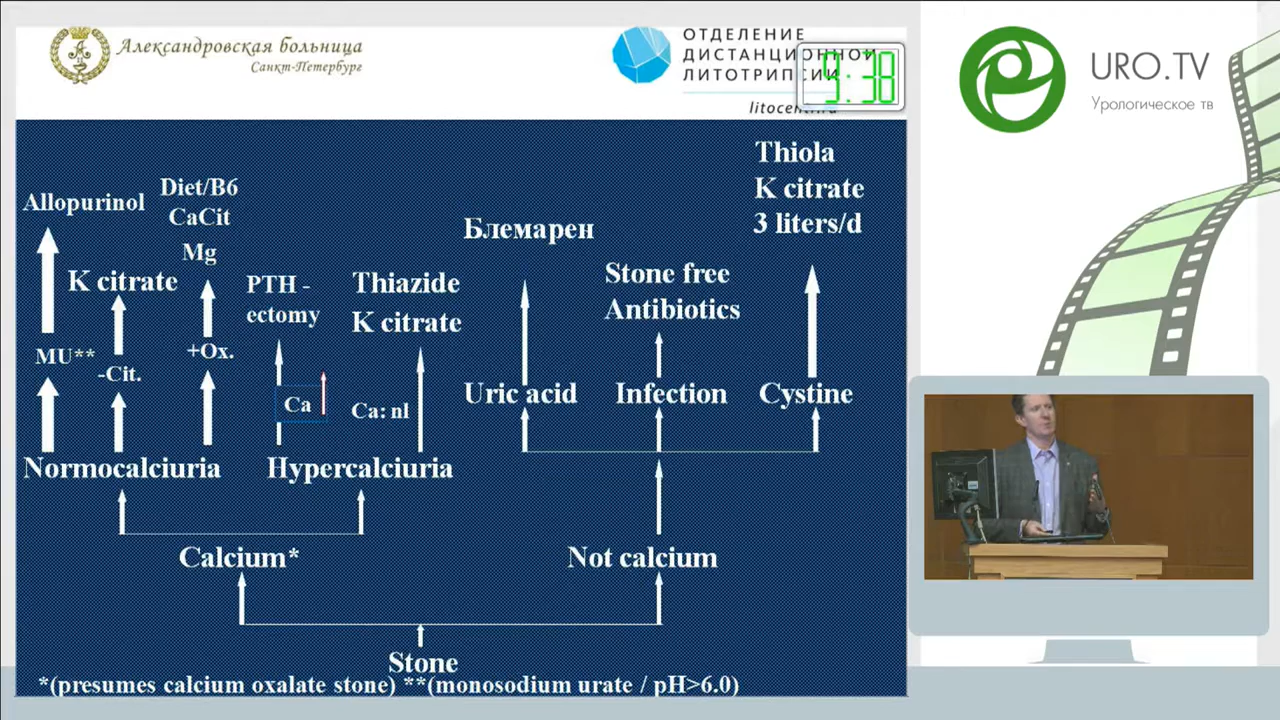 Александровская больница
Санкт-Петербург
ОТДЕЛЕНИЕ
ДИСТАНЦИОННОЙ
ЛИТОТРИПСИИ
9:38
URO.TV
Урологическое тв
Thiola
K citrate
3 liters/d
Allopurinol
Diet/B6
CaCit
Mg
K citrate
PTH -
ectomy
Thiazide
K citrate
Блемарен
Stone free
Antibiotics
MU**
-Cit.
+Ox.
Ca
Ca: nl
Uric acid
Infection
Cystine
Normocalciuria
Hypercalciuria
Calcium*
Not calcium
Stone
*(presumes calcium oxalate stone) **(monosodium urate / pH>6.0)